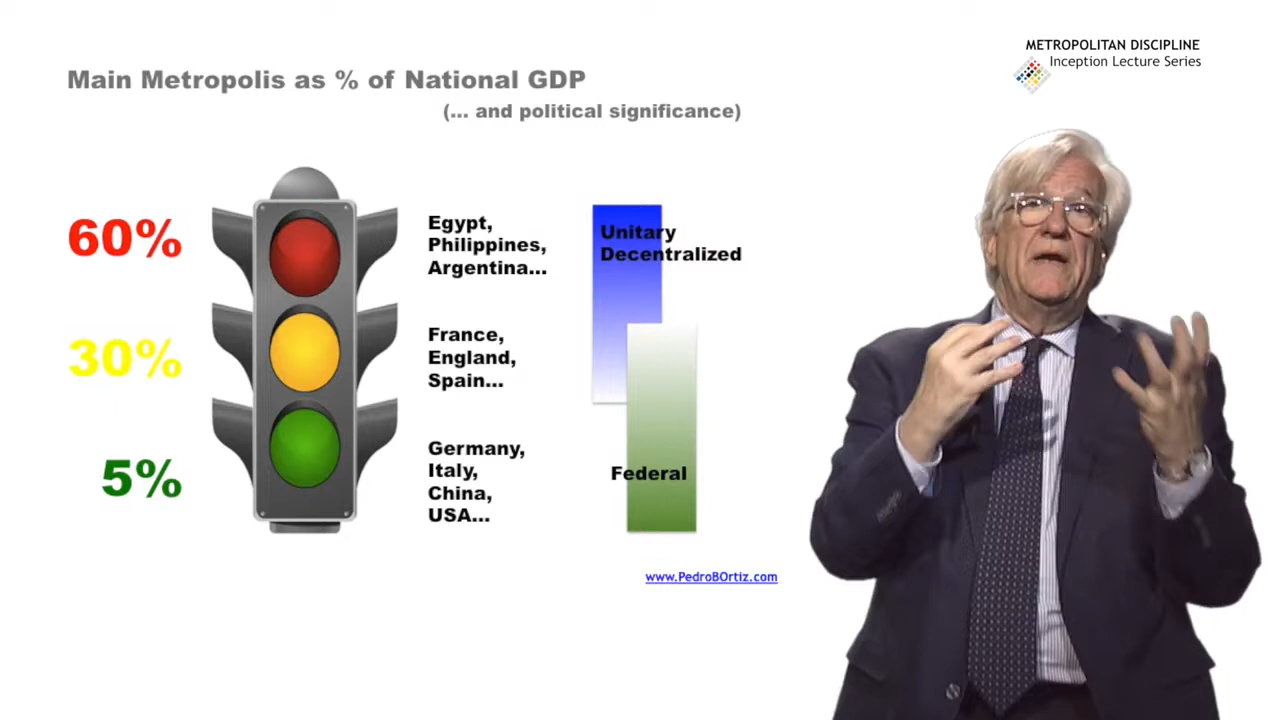 METROPOLITAN DISCIPLINE
Inception Lecture Series
Main Metropolis as % of National GDP
(... and political significance)
60%
Egypt,
Philippines,
Argentina...
Unitary
Decentralized
30%
France,
England,
Spain...
5%
Germany,
Italy,
China,
USA...
Federal
www.PedroBOrtiz.com